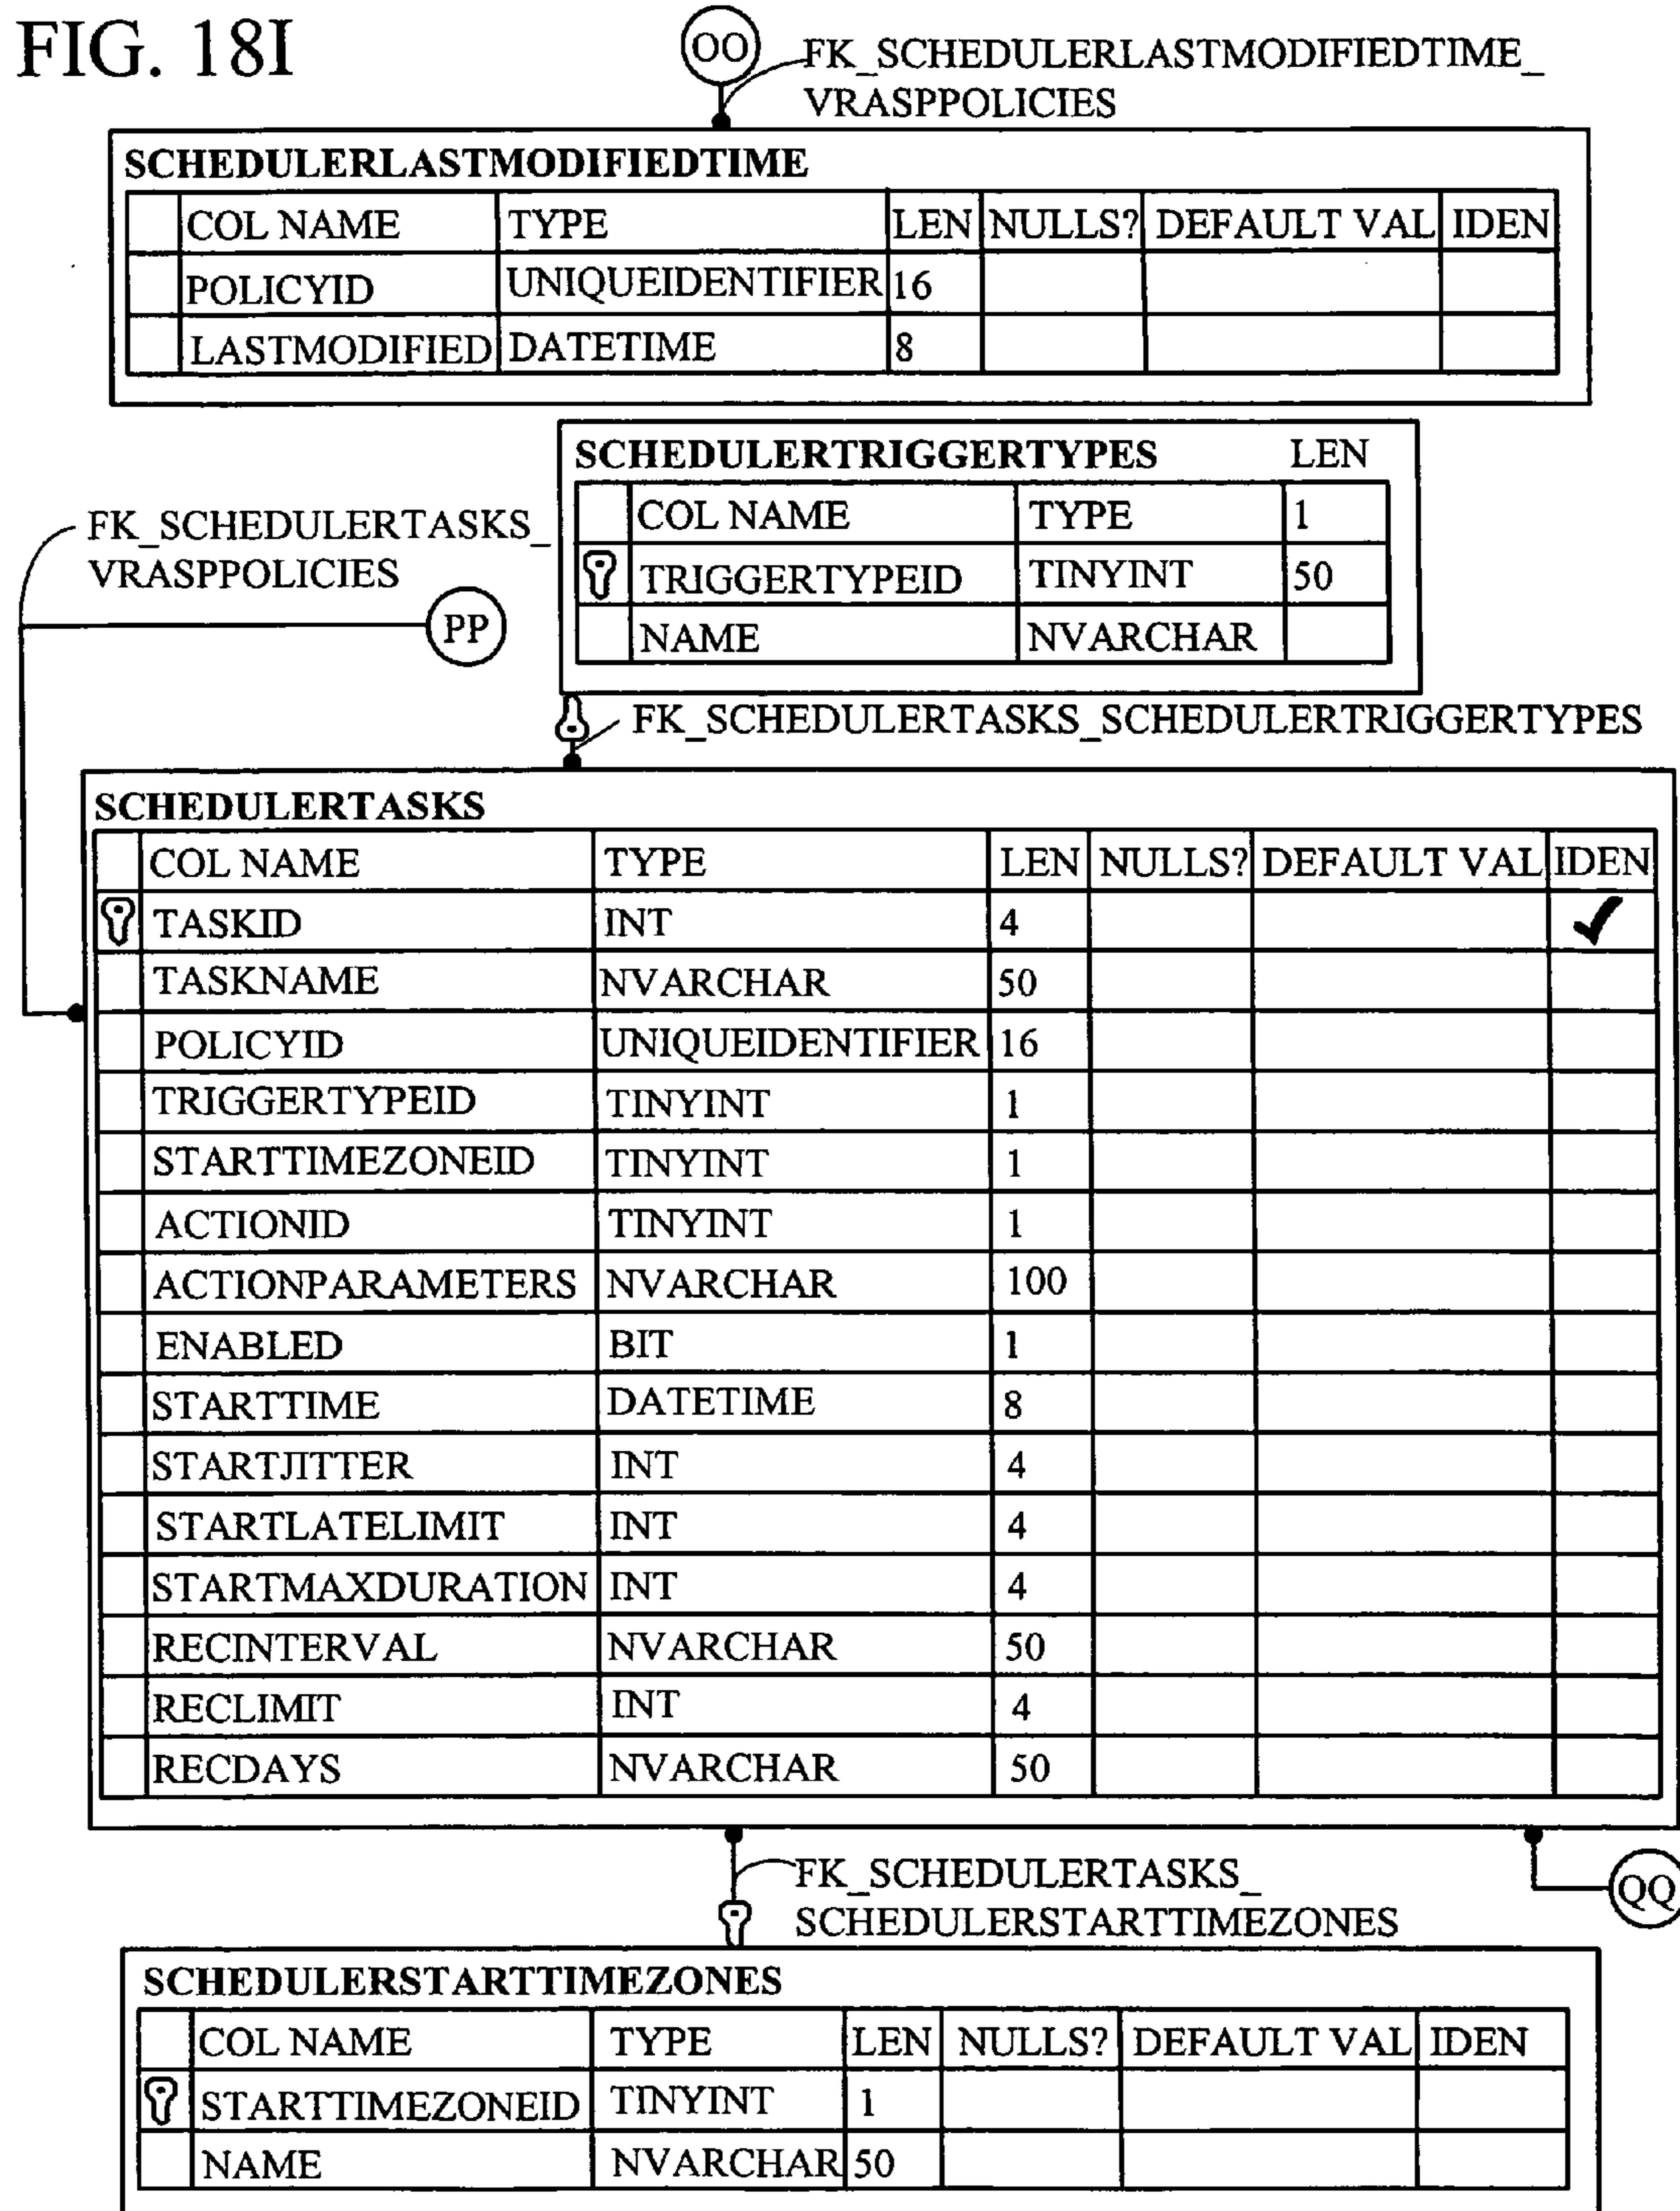 FIG. 18I
OO
FK_SCHEDULERLASTMODIFIEDTIME_
VRASPPOLICIES
SCHEDULERLASTMODIFIEDTIME
COL NAME TYPE LEN NULLS? DEFAULT VAL IDEN
POLICYID UNIQUEIDENTIFIER 16
LASTMODIFIED DATETIME 8
SCHEDULERTRIGGERTYPES LEN
COL NAME TYPE 1
TRIGGERTYPEID TINYINT 50
NAME NVARCHAR
FK_SCHEDULERTASKS_
VRASPPOLICIES
PP
FK_SCHEDULERTASKS_SCHEDULERTRIGGERTYPES
SCHEDULERTASKS
COL NAME TYPE LEN NULLS? DEFAULT VAL IDEN
TASKID INT 4 ✓
TASKNAME NVARCHAR 50
POLICYID UNIQUEIDENTIFIER 16
TRIGGERTYPEID TINYINT 1
STARTTIMEZONEID TINYINT 1
ACTIONID TINYINT 1
ACTIONPARAMETERS NVARCHAR 100
ENABLED BIT 1
STARTTIME DATETIME 8
STARTJITTER INT 4
STARTLATELIMIT INT 4
STARTMAXDURATION INT 4
RECINTERVAL NVARCHAR 50
RECLIMIT INT 4
RECDAYS NVARCHAR 50
FK_SCHEDULERTASKS_
SCHEDULERSTARTTIMEZONES
QQ
SCHEDULERSTARTTIMEZONES
COL NAME TYPE LEN NULLS? DEFAULT VAL IDEN
STARTTIMEZONEID TINYINT 1
NAME NVARCHAR 50